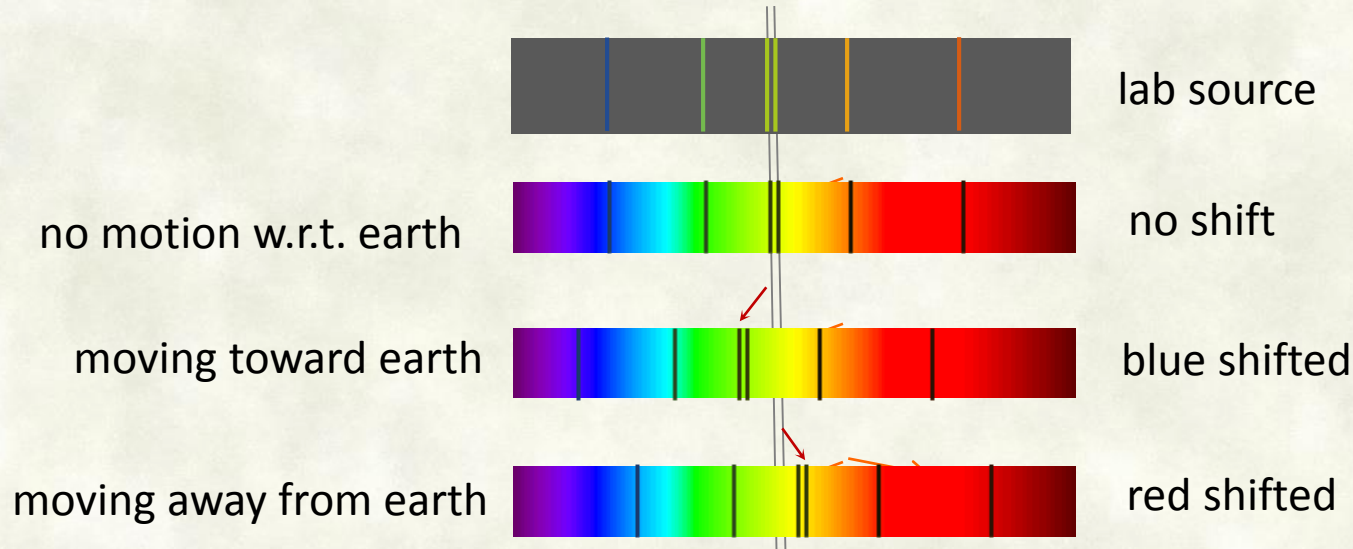 lab source
no motion w.r.t. earth
no shift
moving toward earth
blue shifted
moving away from earth
red shifted